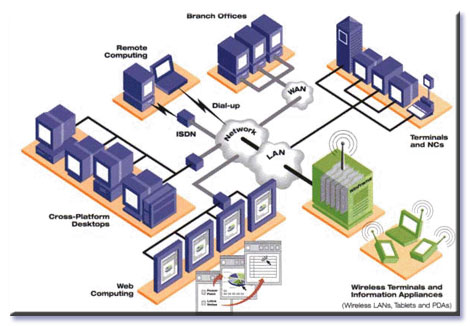 Branch Offices
Remote
Computing
WAN
Dial-up
ISDN
Network
LAN
Terminals
and NCs
Cross-Platform
Desktops
Web
Computing
Wireless Terminals and
Information Appliances
(Wireless LANs, Tablets and PDAs)